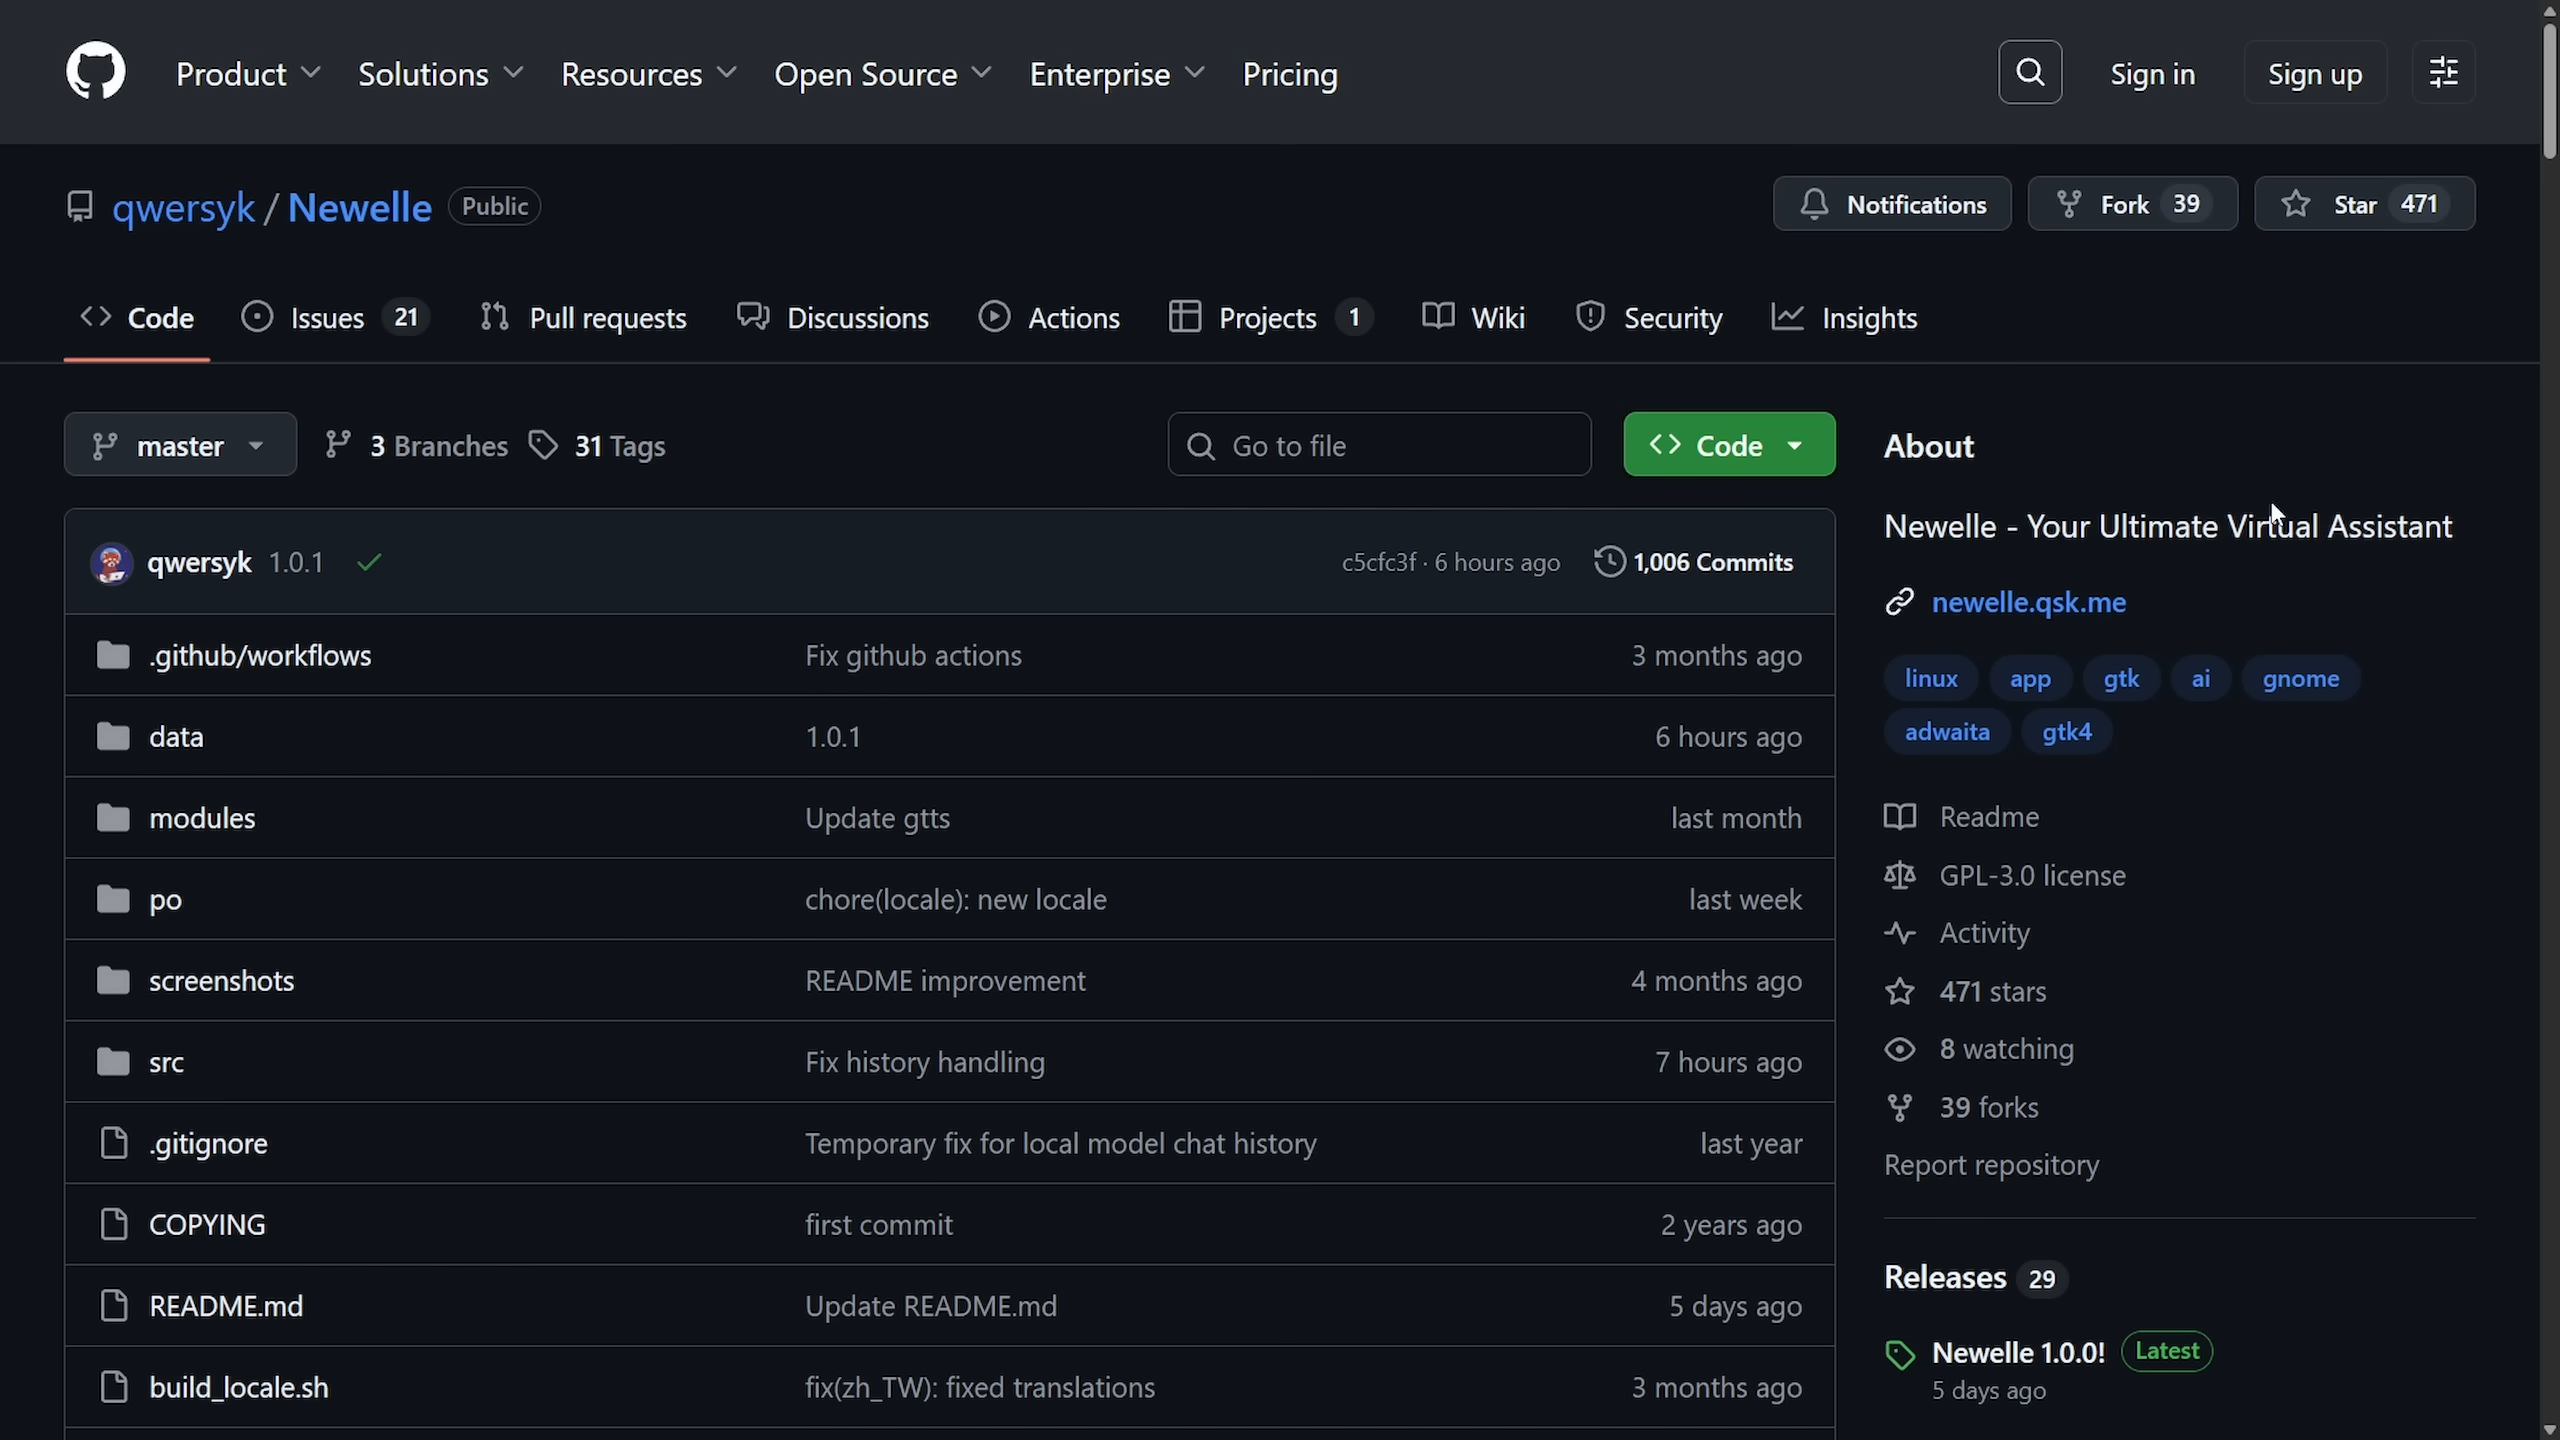 Product Solutions Resources Open Source Enterprise Pricing Sign in Sign up
qwersyk / Newelle Public Notifications Fork 39 Star 471
Code Issues 21 Pull requests Discussions Actions Projects 1 Wiki Security Insights
master 3 Branches 31 Tags Go to file Code
qwersyk 1.0.1 c5cfc3f · 6 hours ago 1,006 Commits
.github/workflows Fix github actions 3 months ago
data 1.0.1 6 hours ago
modules Update gtts last month
po chore(locale): new locale last week
screenshots README improvement 4 months ago
src Fix history handling 7 hours ago
.gitignore Temporary fix for local model chat history last year
COPYING first commit 2 years ago
README.md Update README.md 5 days ago
build_locale.sh fix(zh_TW): fixed translations 3 months ago
About
Newelle - Your Ultimate Virtual Assistant
newelle.qsk.me
linux app gtk ai gnome
adwaita gtk4
Readme
GPL-3.0 license
Activity
471 stars
8 watching
39 forks
Report repository
Releases 29
Newelle 1.0.0! Latest
5 days ago